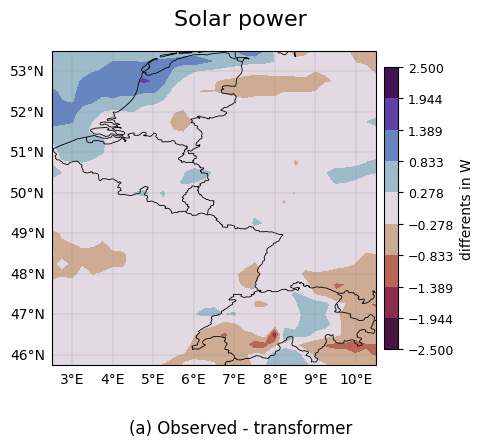 Solar power
53°N
52°N
51°N
50°N
49°N
48°N
47°N
46°N
3°E 4°E 5°E 6°E 7°E 8°E 9°E 10°E
2.500
1.944
1.389
0.833
0.278
−0.278
−0.833
−1.389
−1.944
−2.500
differents in W
(a) Observed - transformer